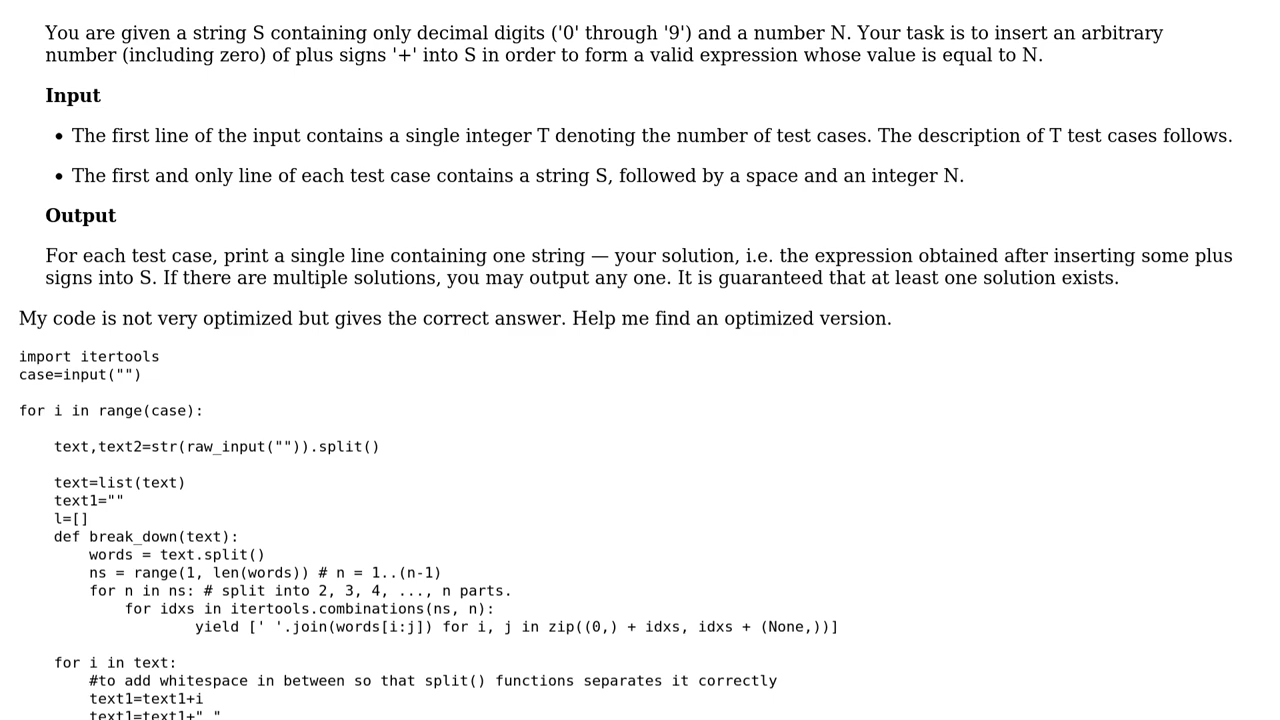 You are given a string S containing only decimal digits ('0' through '9') and a number N. Your task is to insert an arbitrary
number (including zero) of plus signs '+' into S in order to form a valid expression whose value is equal to N.
Input
• The first line of the input contains a single integer T denoting the number of test cases. The description of T test cases follows.
• The first and only line of each test case contains a string S, followed by a space and an integer N.
Output
For each test case, print a single line containing one string — your solution, i.e. the expression obtained after inserting some plus
signs into S. If there are multiple solutions, you may output any one. It is guaranteed that at least one solution exists.
My code is not very optimized but gives the correct answer. Help me find an optimized version.
import itertools
case=input("")
for i in range(case):
    text,text2=str(raw_input("")).split()
    text=list(text)
    text1=""
    l=[]
    def break_down(text):
        words = text.split()
        ns = range(1, len(words)) # n = 1..(n-1)
        for n in ns: # split into 2, 3, 4, ..., n parts.
            for idxs in itertools.combinations(ns, n):
                    yield [' '.join(words[i:j]) for i, j in zip((0,) + idxs, idxs + (None,))]
    for i in text:
        #to add whitespace in between so that split() functions separates it correctly
        text1=text1+i
        text1=text1+" "